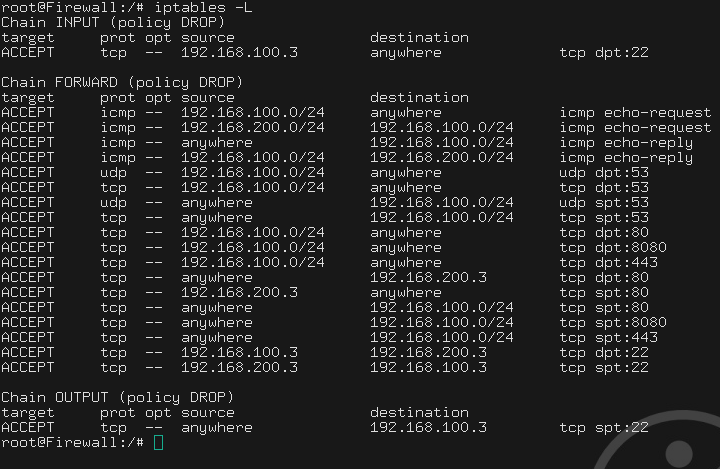 root@Firewall:/# iptables -L
Chain INPUT (policy DROP)
target     prot opt source               destination
ACCEPT     tcp  --  192.168.100.3        anywhere             tcp dpt:22

Chain FORWARD (policy DROP)
target     prot opt source               destination
ACCEPT     icmp --  192.168.100.0/24     anywhere             icmp echo-request
ACCEPT     icmp --  192.168.200.0/24     192.168.100.0/24     icmp echo-request
ACCEPT     icmp --  anywhere             192.168.100.0/24     icmp echo-reply
ACCEPT     icmp --  192.168.100.0/24     192.168.200.0/24     icmp echo-reply
ACCEPT     udp  --  192.168.100.0/24     anywhere             udp dpt:53
ACCEPT     tcp  --  192.168.100.0/24     anywhere             tcp dpt:53
ACCEPT     udp  --  anywhere             192.168.100.0/24     udp spt:53
ACCEPT     tcp  --  anywhere             192.168.100.0/24     tcp spt:53
ACCEPT     tcp  --  192.168.100.0/24     anywhere             tcp dpt:80
ACCEPT     tcp  --  192.168.100.0/24     anywhere             tcp dpt:8080
ACCEPT     tcp  --  192.168.100.0/24     anywhere             tcp dpt:443
ACCEPT     tcp  --  anywhere             192.168.200.3        tcp dpt:80
ACCEPT     tcp  --  192.168.200.3        anywhere             tcp spt:80
ACCEPT     tcp  --  anywhere             192.168.100.0/24     tcp spt:80
ACCEPT     tcp  --  anywhere             192.168.100.0/24     tcp spt:8080
ACCEPT     tcp  --  anywhere             192.168.100.0/24     tcp spt:443
ACCEPT     tcp  --  192.168.100.3        192.168.200.3        tcp dpt:22
ACCEPT     tcp  --  192.168.200.3        192.168.100.3        tcp spt:22

Chain OUTPUT (policy DROP)
target     prot opt source               destination
ACCEPT     tcp  --  anywhere             192.168.100.3        tcp spt:22
root@Firewall:/#